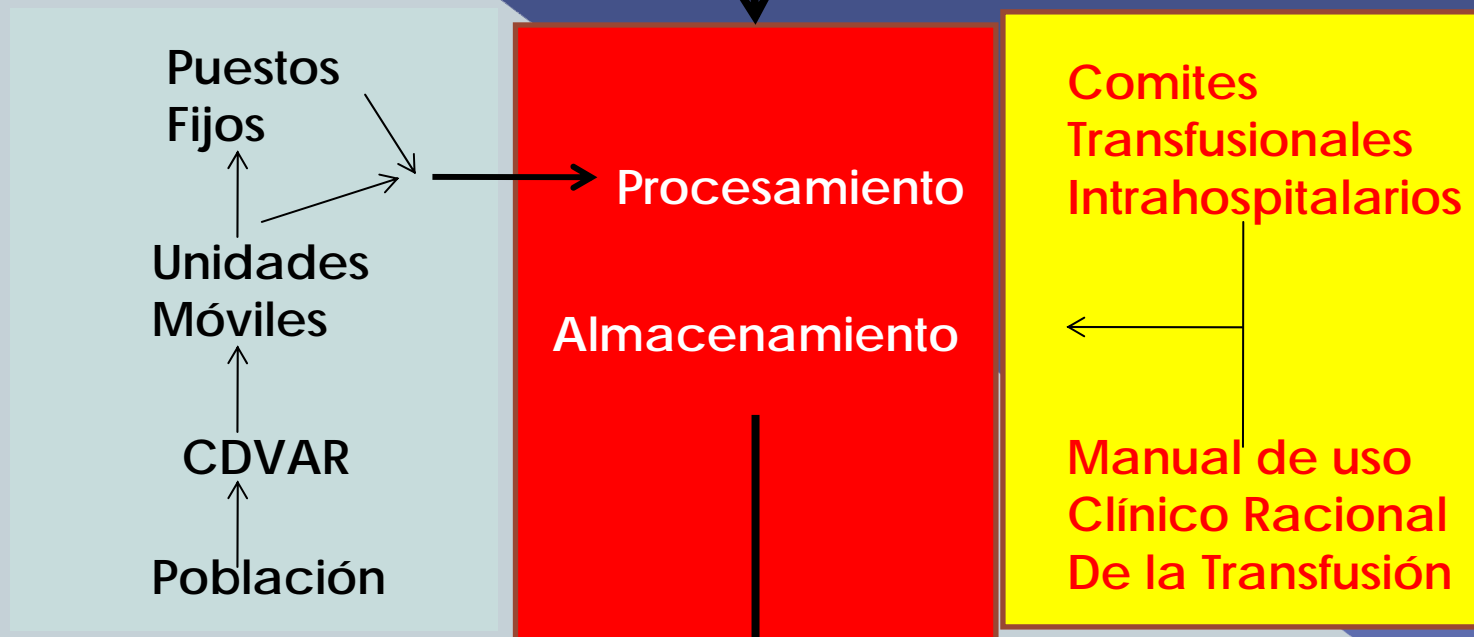 Puestos
Fijos
Unidades
Móviles
CDVAR
Población
Procesamiento
Almacenamiento
Comites
Transfusionales
Intrahospitalarios
Manual de uso
Clínico Racional
De la Transfusión